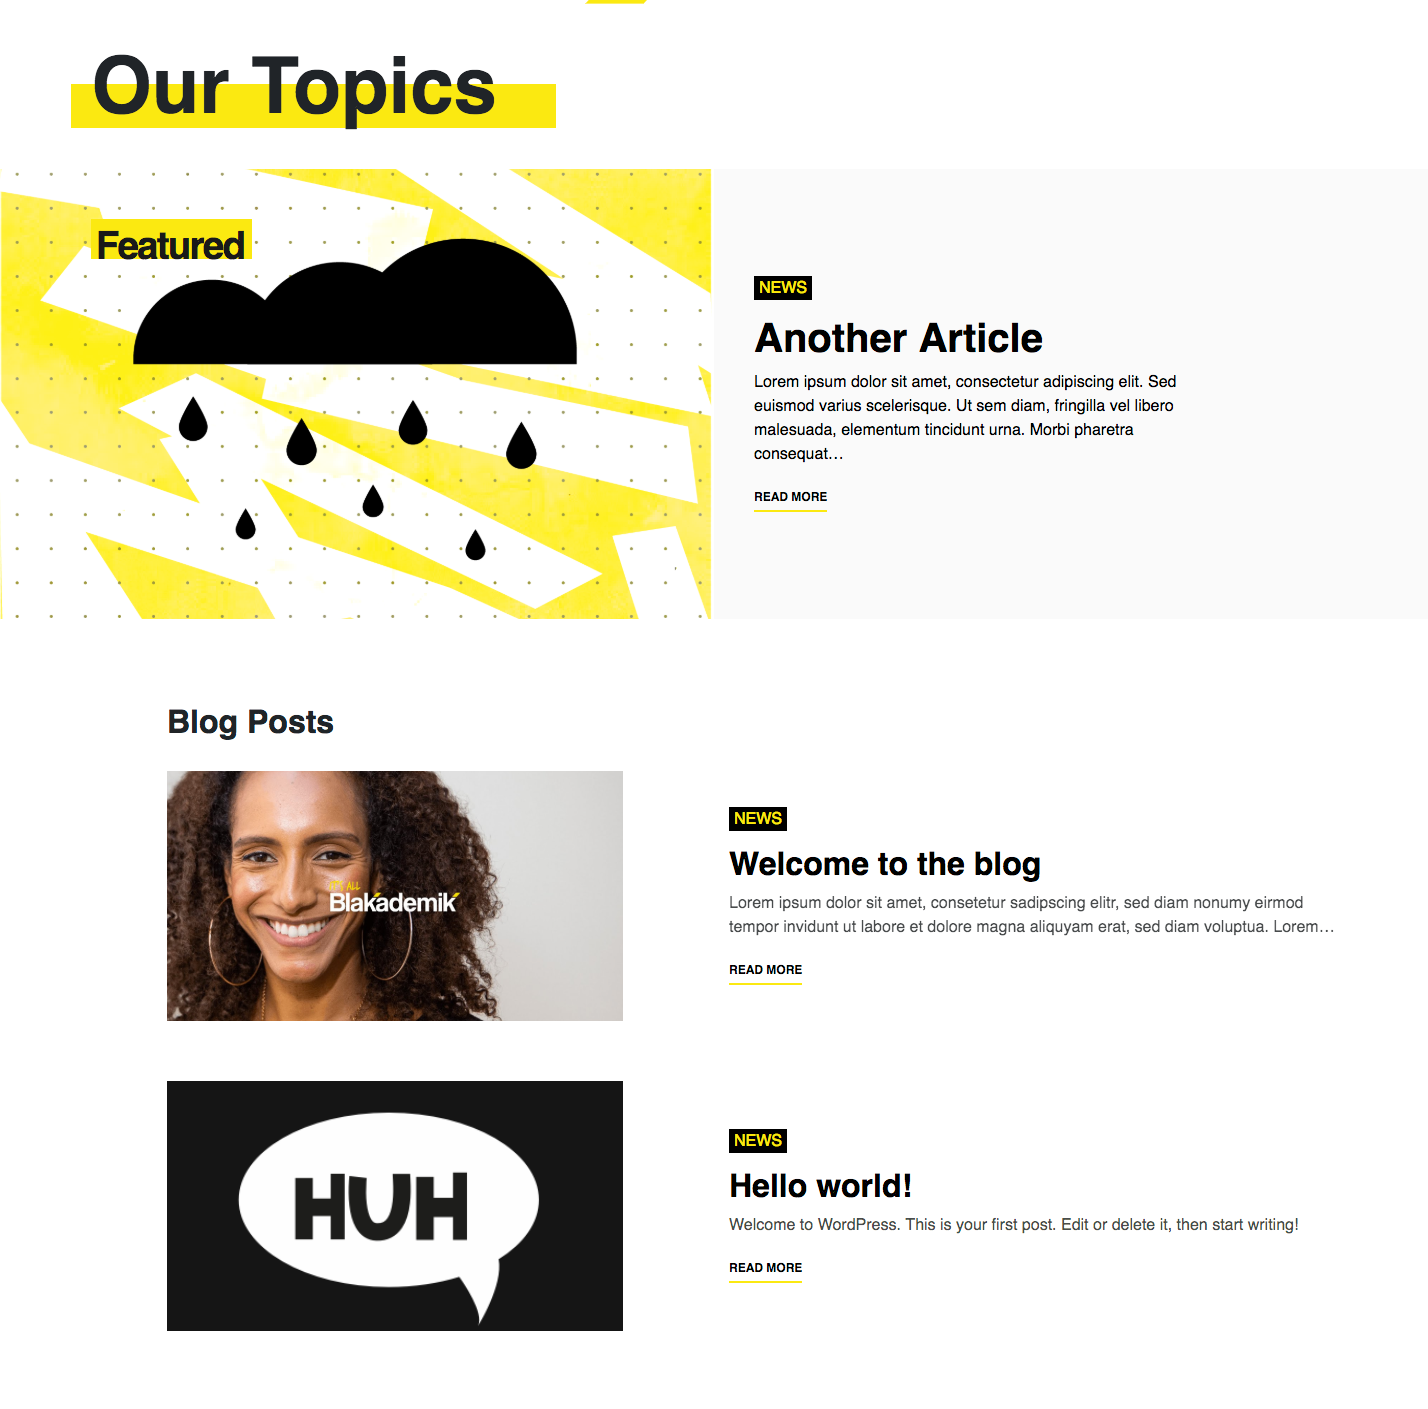 Our Topics
Featured
NEWS
Another Article
Lorem ipsum dolor sit amet, consectetur adipiscing elit. Sed
euismod varius scelerisque. Ut sem diam, fringilla vel libero
malesuada, elementum tincidunt urna. Morbi pharetra
consequat…
READ MORE
Blog Posts
IT'S ALL
Blakademik
NEWS
Welcome to the blog
Lorem ipsum dolor sit amet, consetetur sadipscing elitr, sed diam nonumy eirmod
tempor invidunt ut labore et dolore magna aliquyam erat, sed diam voluptua. Lorem…
READ MORE
HUH
NEWS
Hello world!
Welcome to WordPress. This is your first post. Edit or delete it, then start writing!
READ MORE